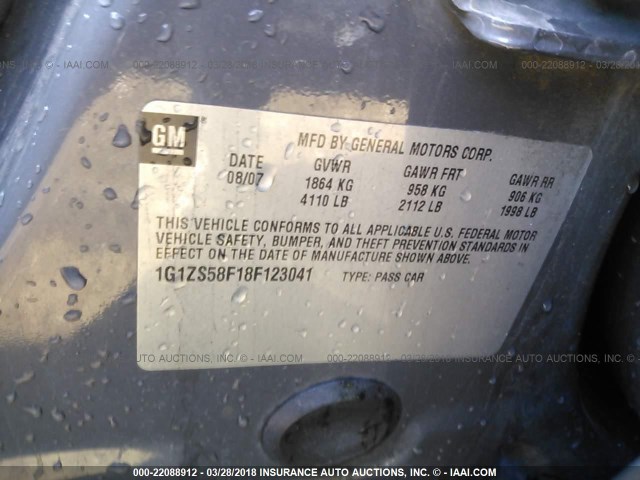 GM
MFD BY GENERAL MOTORS CORP.
DATE GVWR GAWR FRT GAWR RR
08/07 1864 KG 958 KG 906 KG
4110 LB 2112 LB 1998 LB
THIS VEHICLE CONFORMS TO ALL APPLICABLE U.S. FEDERAL MOTOR
VEHICLE SAFETY, BUMPER, AND THEFT PREVENTION STANDARDS IN
EFFECT ON THE DATE OF MANUFACTURE SHOWN ABOVE.
1G1ZS58F18F123041 TYPE: PASS CAR
000-22088912 - 03/28/2018
INSURANCE AUTO AUCTIONS, INC. - © IAAI.COM
000-22088912 - 03/28/2018 INSURANCE AUTO AUCTIONS, INC. - © IAAI.COM